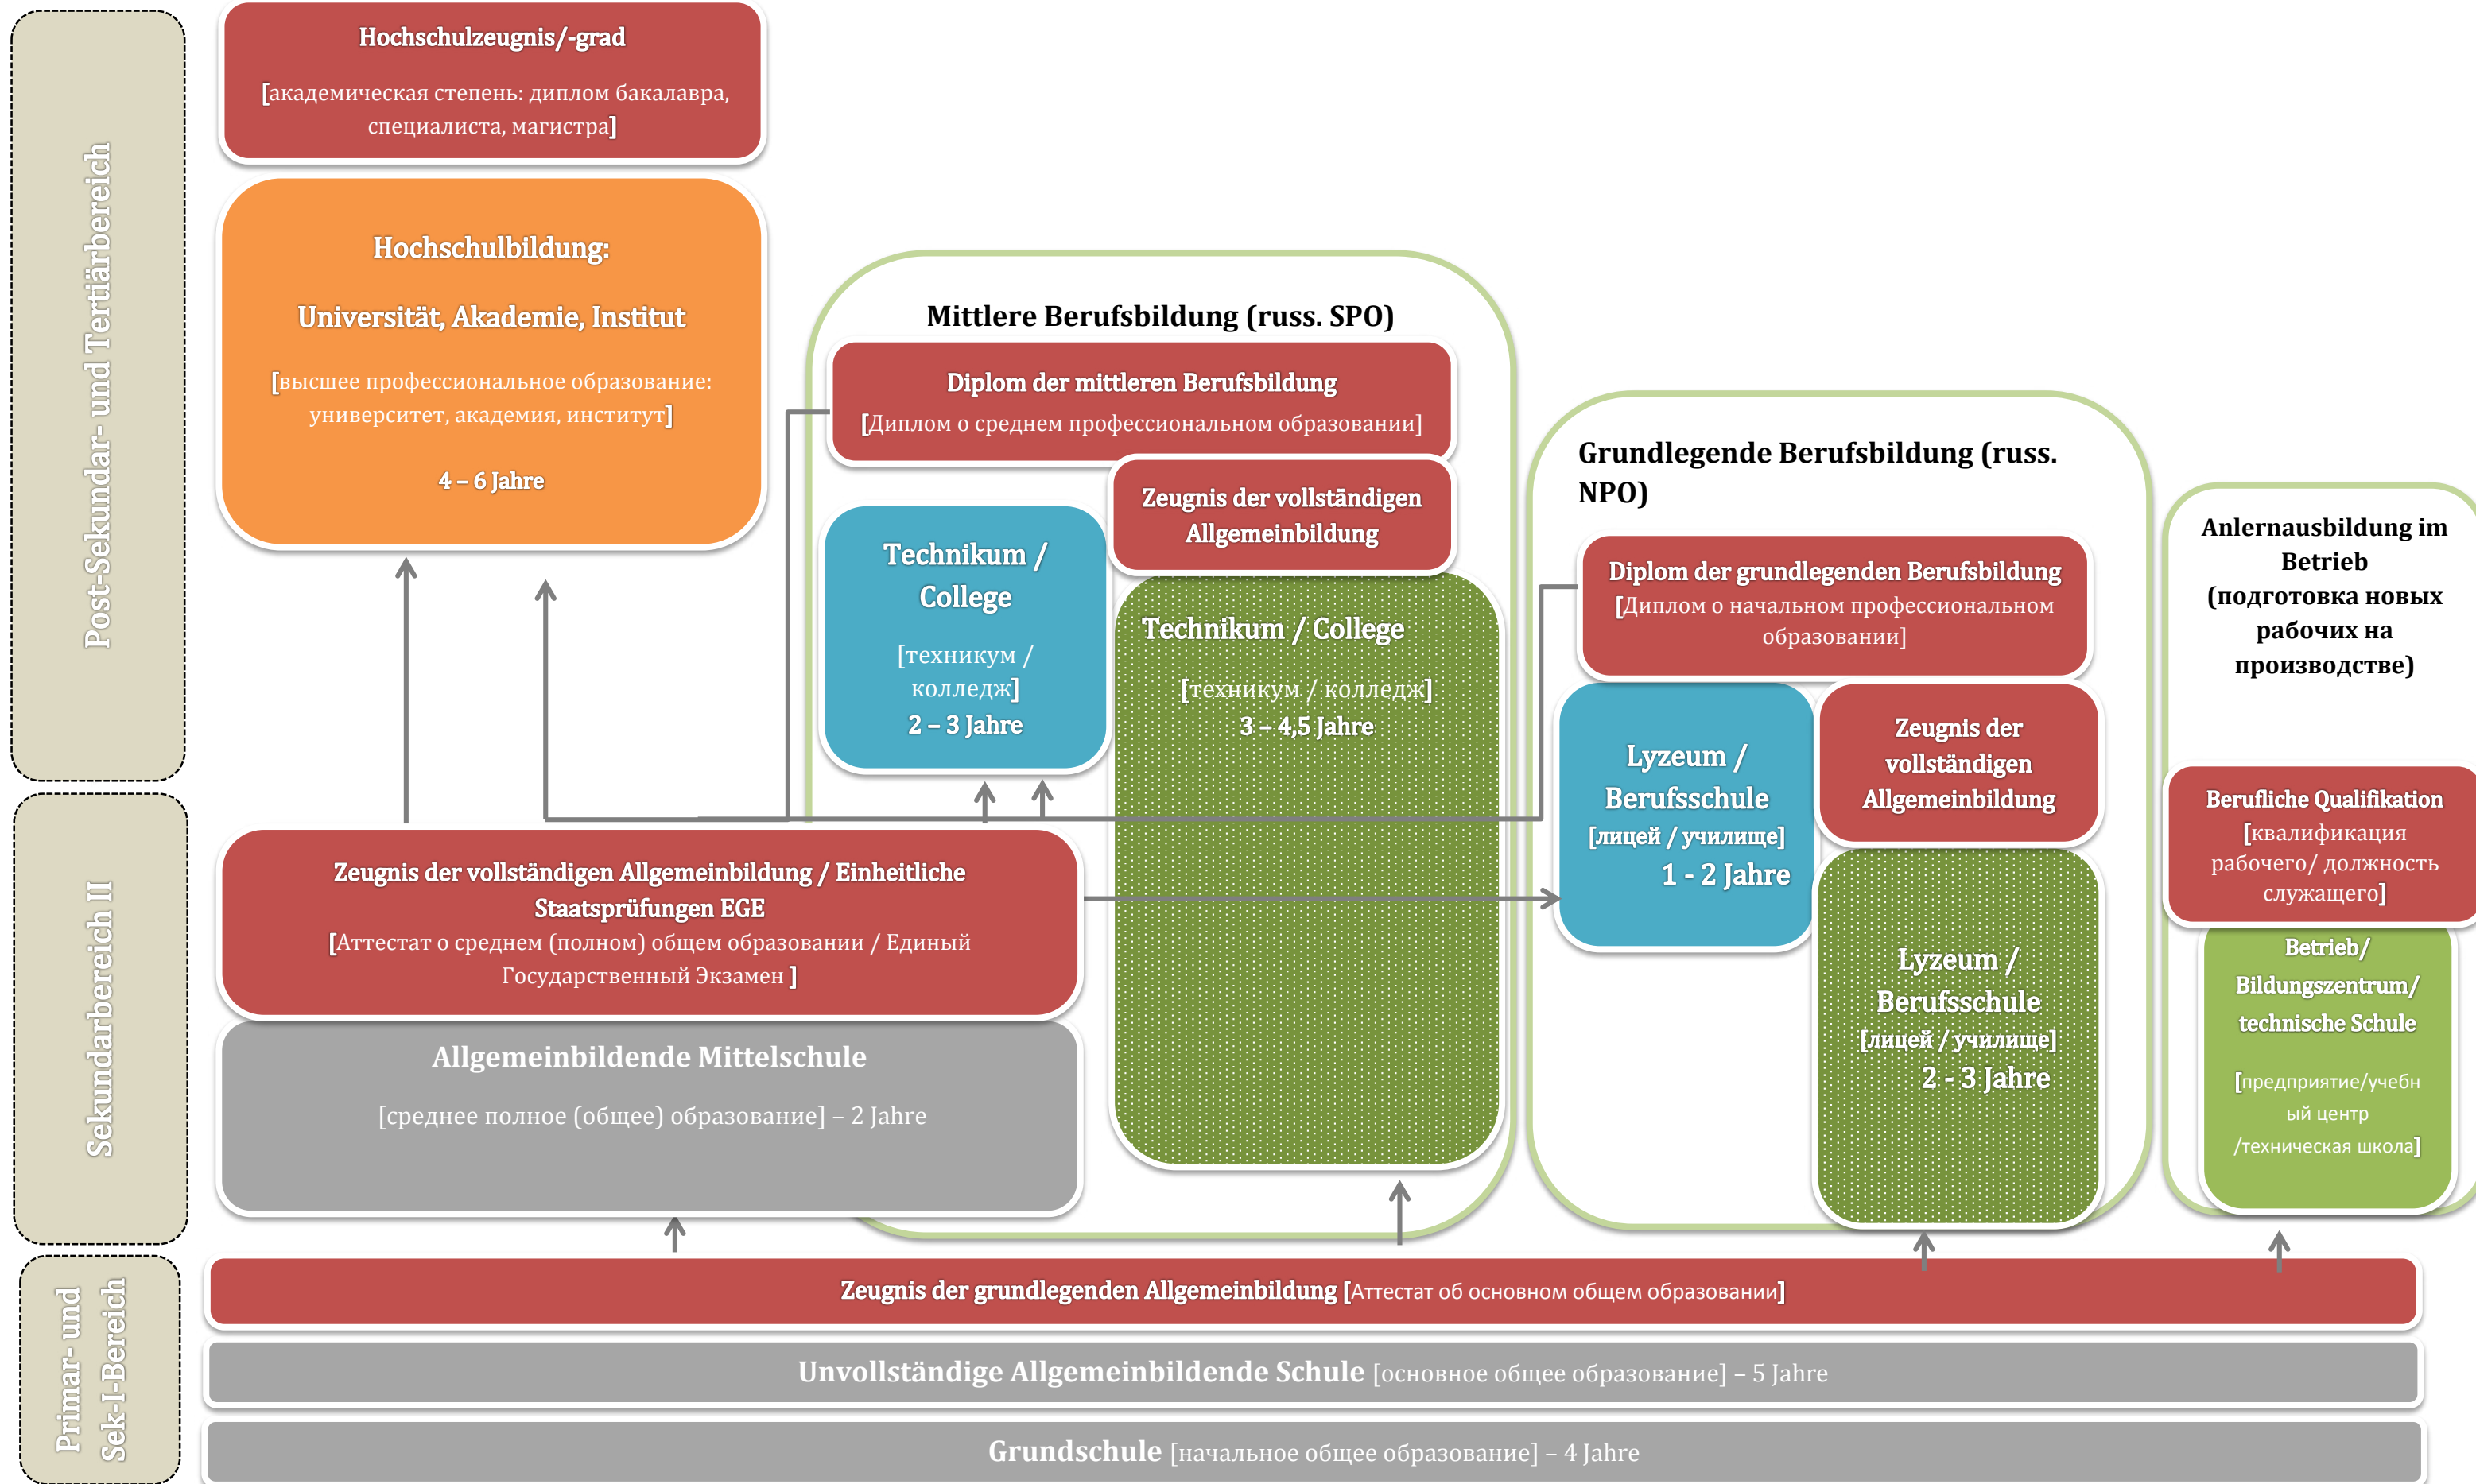 Post-Sekundar- und Tertiärbereich
Hochschulzeugnis/-grad
[академическая степень: диплом бакалавра,
специалиста, магистра]
Hochschulbildung:
Universität, Akademie, Institut
[высшее профессиональное образование:
университет, академия, институт]
4 – 6 Jahre
Mittlere Berufsbildung (russ. SPO)
Diplom der mittleren Berufsbildung
[Диплом о среднем профессиональном образовании]
Zeugnis der vollständigen
Allgemeinbildung
Technikum /
College
[техникум /
колледж]
2 – 3 Jahre
Technikum / College
[техникум / колледж]
3 – 4,5 Jahre
Grundlegende Berufsbildung (russ.
NPO)
Diplom der grundlegenden Berufsbildung
[Диплом о начальном профессиональном
образовании]
Lyzeum /
Berufsschule
[лицей / училище]
1 - 2 Jahre
Zeugnis der
vollständigen
Allgemeinbildung
Lyzeum /
Berufsschule
[лицей / училище]
2 - 3 Jahre
Anlernausbildung im
Betrieb
(подготовка новых
рабочих на
производстве)
Berufliche Qualifikation
[квалификация
рабочего/ должность
служащего]
Betrieb/
Bildungszentrum/
technische Schule
[предприятие/учебн
ый центр
/техническая школа]
Sekundarbereich II
Zeugnis der vollständigen Allgemeinbildung / Einheitliche
Staatsprüfungen EGE
[Аттестат о среднем (полном) общем образовании / Единый
Государственный Экзамен ]
Allgemeinbildende Mittelschule
[среднее полное (общее) образование] – 2 Jahre
Primar- und
Sek-I-Bereich
Zeugnis der grundlegenden Allgemeinbildung [Аттестат об основном общем образовании]
Unvollständige Allgemeinbildende Schule [основное общее образование] – 5 Jahre
Grundschule [начальное общее образование] – 4 Jahre